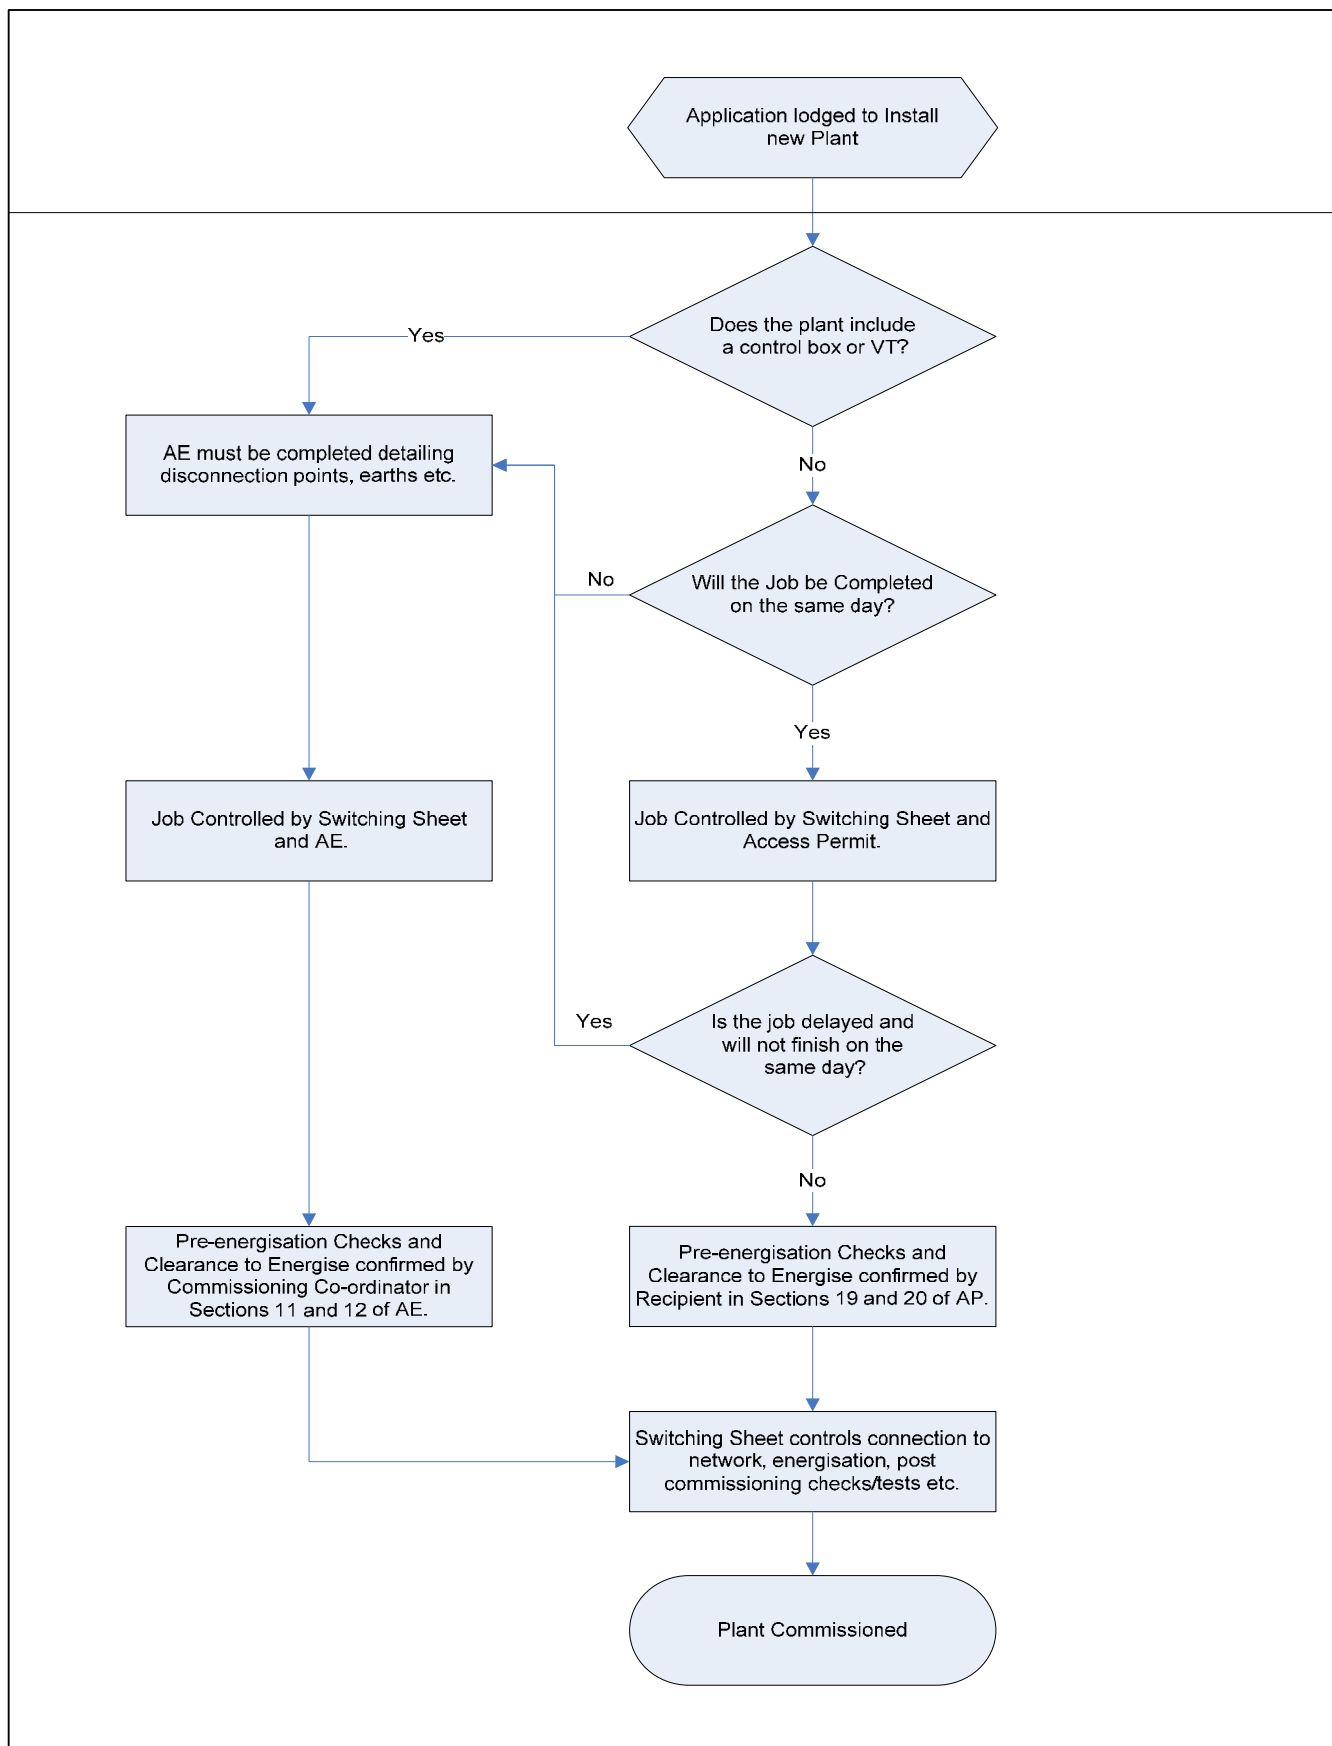 Application lodged to Install
new Plant
Does the plant include
a control box or VT?
Yes
No
AE must be completed detailing
disconnection points, earths etc.
Will the Job be Completed
on the same day?
No
Yes
Job Controlled by Switching Sheet
and AE.
Job Controlled by Switching Sheet and
Access Permit.
Is the job delayed and
will not finish on the
same day?
Yes
No
Pre-energisation Checks and
Clearance to Energise confirmed by
Commissioning Co-ordinator in
Sections 11 and 12 of AE.
Pre-energisation Checks and
Clearance to Energise confirmed by
Recipient in Sections 19 and 20 of AP.
Switching Sheet controls connection to
network, energisation, post
commissioning checks/tests etc.
Plant Commissioned